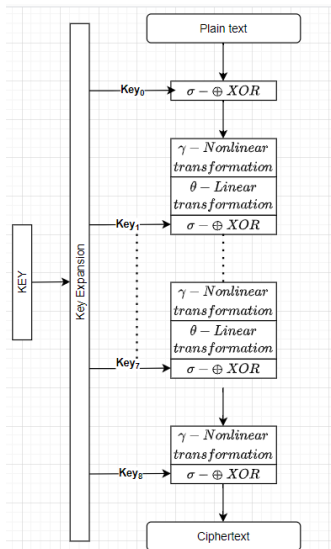 Plain text
Key₀
σ − ⊕ XOR
γ − Nonlinear
transformation
θ − Linear
transformation
Key₁
σ − ⊕ XOR
KEY
Key Expansion
γ − Nonlinear
transformation
θ − Linear
transformation
Key₇
σ − ⊕ XOR
γ − Nonlinear
transformation
Key₈
σ − ⊕ XOR
Ciphertext